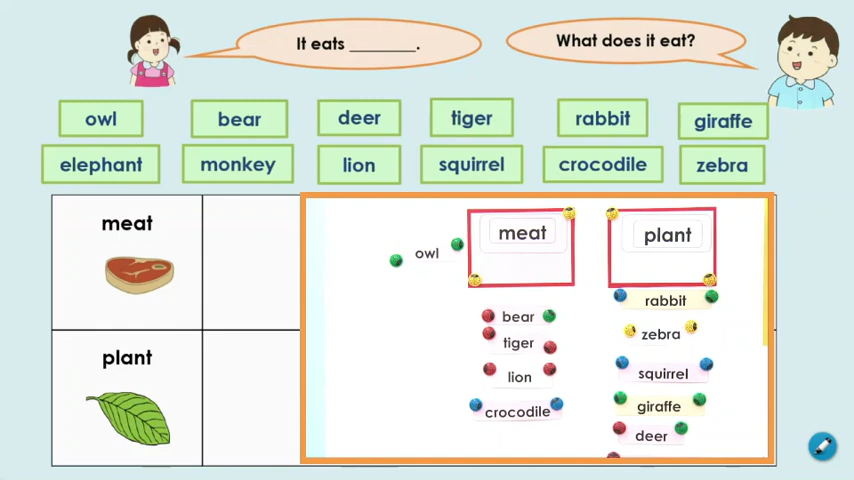 It eats _______.
What does it eat?
owl
bear
deer
tiger
rabbit
giraffe
elephant
monkey
lion
squirrel
crocodile
zebra
meat
plant
owl
meat
plant
bear
tiger
lion
crocodile
rabbit
zebra
squirrel
giraffe
deer